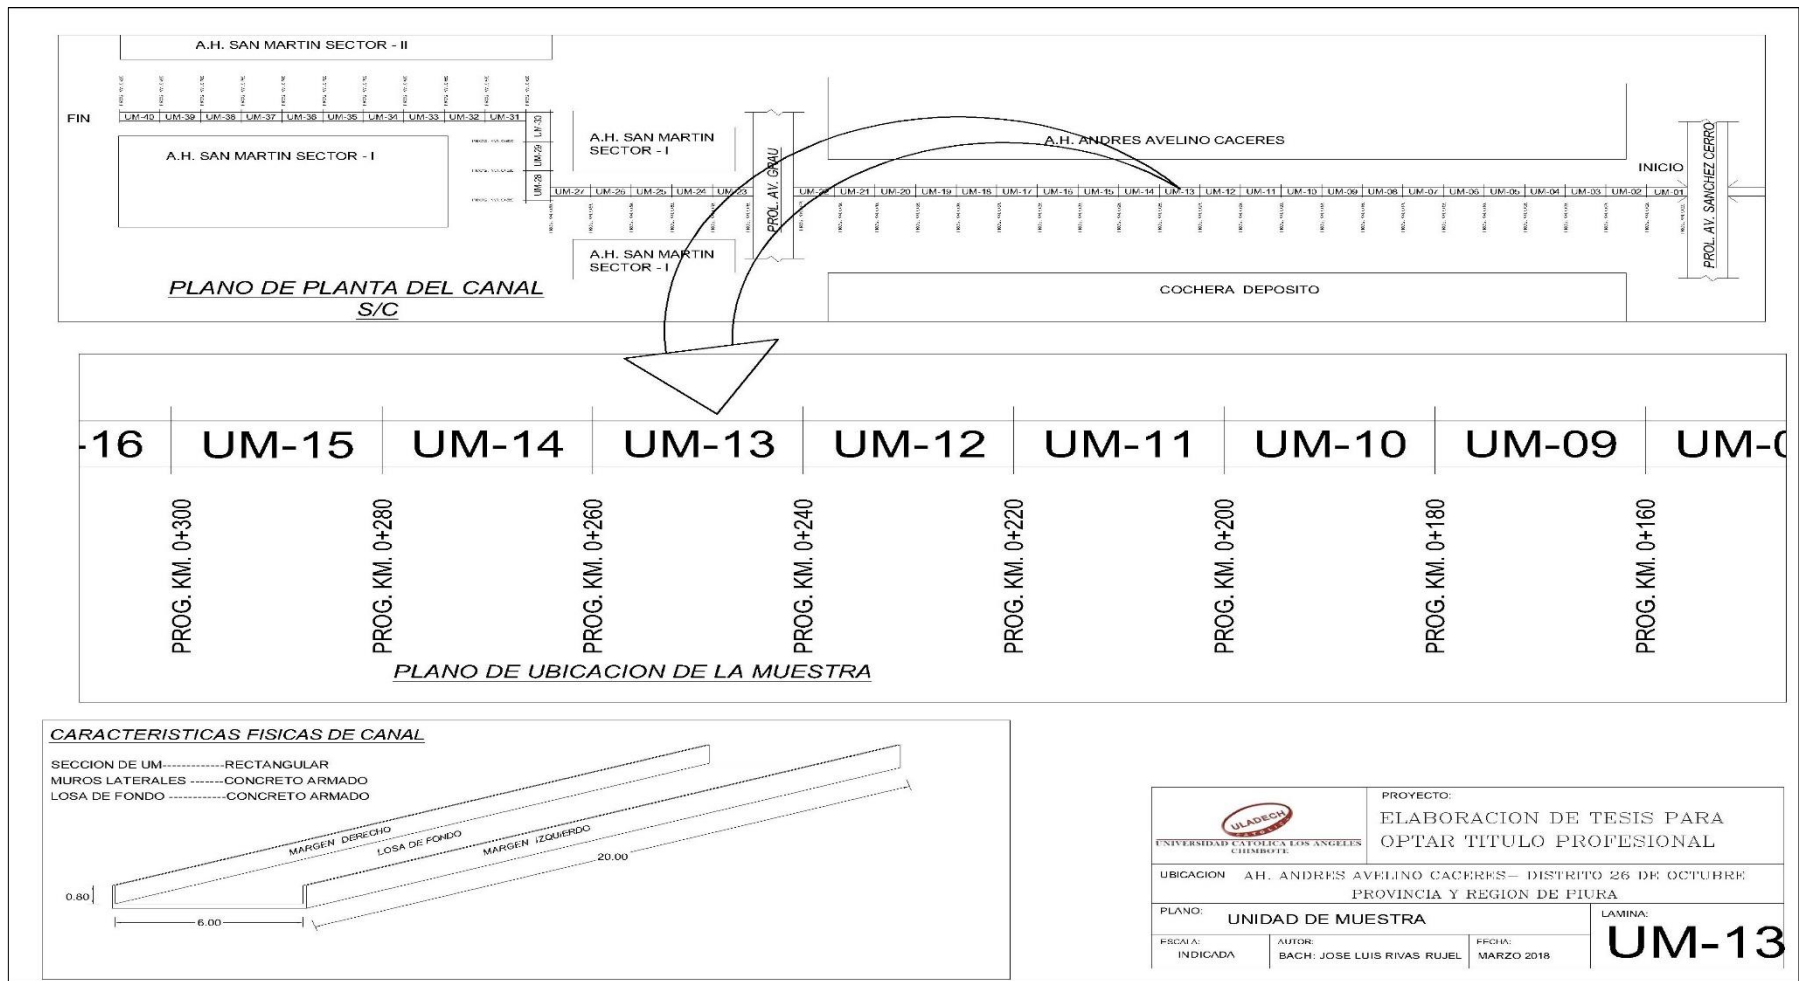 A.H. SAN MARTIN SECTOR - II
FIN
UM-40 UM-39 UM-38 UM-37 UM-36 UM-35 UM-34 UM-33 UM-32 UM-31
UM-30
UM-29
UM-28
A.H. SAN MARTIN SECTOR - I
A.H. SAN MARTIN
SECTOR - I
PROL. AV. GRAU
A.H. ANDRES AVELINO CACERES
INICIO
PROL. AV. SANCHEZ CERRO
UM-27 UM-26 UM-25 UM-24 UM-23 UM-22 UM-21 UM-20 UM-19 UM-18 UM-17 UM-16 UM-15 UM-14 UM-13 UM-12 UM-11 UM-10 UM-09 UM-08 UM-07 UM-06 UM-05 UM-04 UM-03 UM-02 UM-01
A.H. SAN MARTIN
SECTOR - I
COCHERA DEPOSITO
PLANO DE PLANTA DEL CANAL
S/C
-16 UM-15 UM-14 UM-13 UM-12 UM-11 UM-10 UM-09 UM-0
PROG. KM. 0+300
PROG. KM. 0+280
PROG. KM. 0+260
PROG. KM. 0+240
PROG. KM. 0+220
PROG. KM. 0+200
PROG. KM. 0+180
PROG. KM. 0+160
PLANO DE UBICACION DE LA MUESTRA
CARACTERISTICAS FISICAS DE CANAL
SECCION DE UM-----------RECTANGULAR
MUROS LATERALES ------CONCRETO ARMADO
LOSA DE FONDO ----------CONCRETO ARMADO
MARGEN DERECHO
LOSA DE FONDO
MARGEN IZQUIERDO
20.00
0.80
6.00
ULADECH
CATOLICA
UNIVERSIDAD CATOLICA LOS ANGELES
CHIMBOTE
PROYECTO:
ELABORACION DE TESIS PARA
OPTAR TITULO PROFESIONAL
UBICACION AH. ANDRES AVELINO CACERES- DISTRITO 26 DE OCTUBRE
PROVINCIA Y REGION DE PIURA
PLANO:
UNIDAD DE MUESTRA
LAMINA:
UM-13
ESCALA:
INDICADA
AUTOR:
BACH: JOSE LUIS RIVAS RUJEL
FECHA:
MARZO 2018